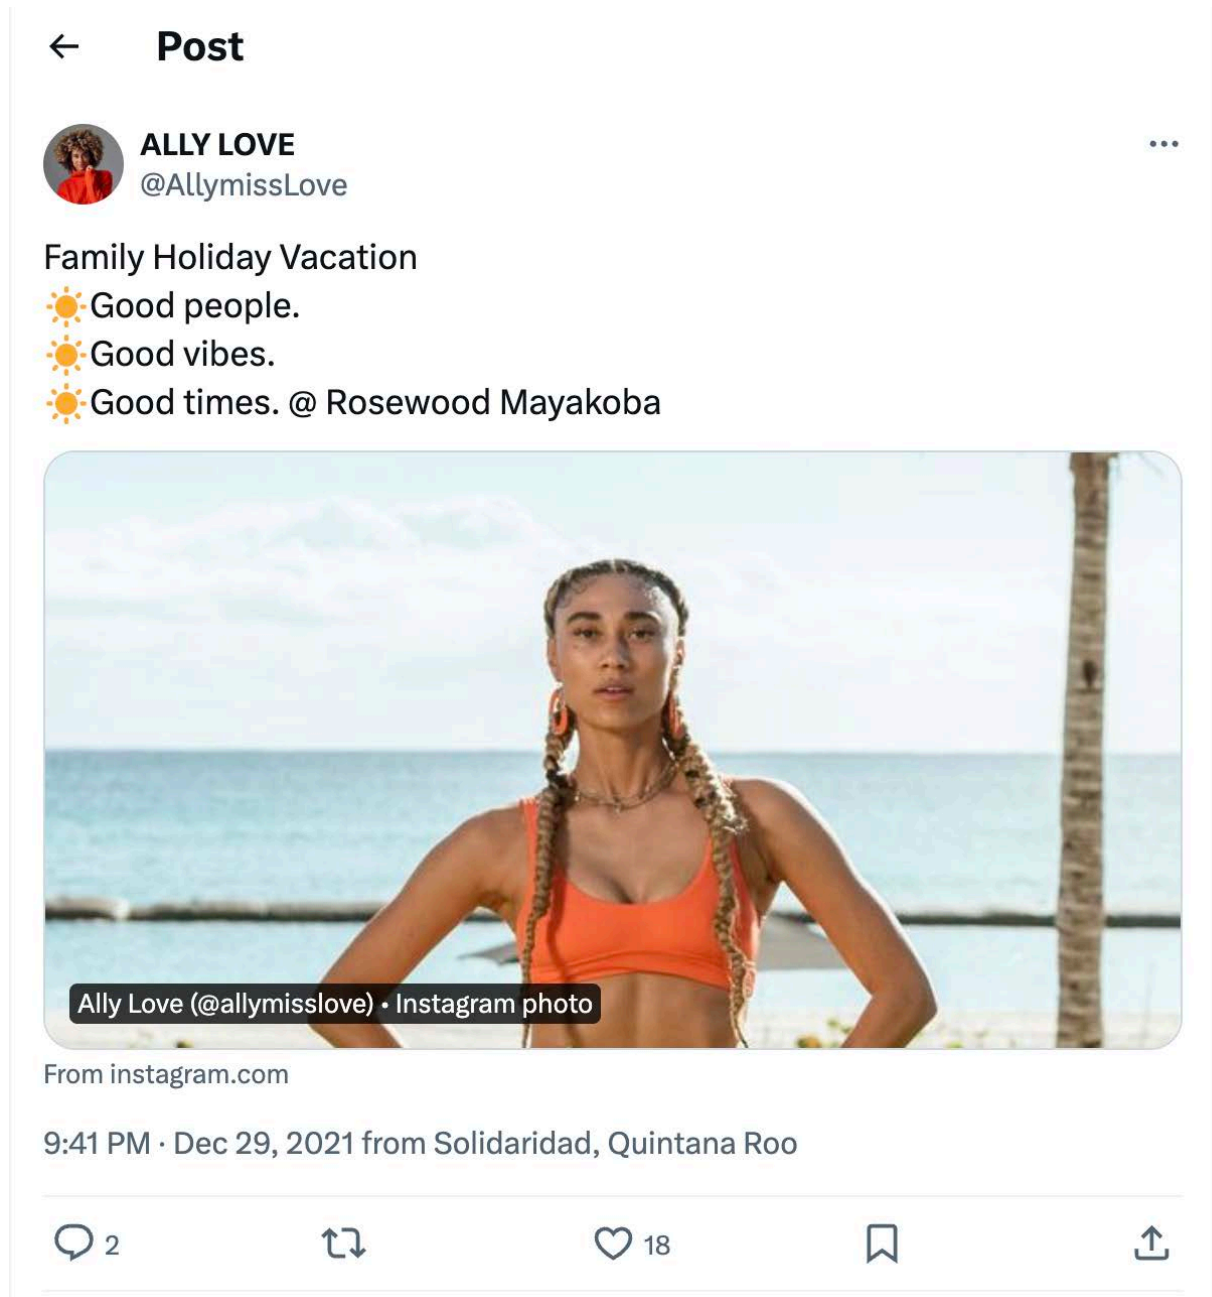 Post
ALLY LOVE
@AllymissLove
Family Holiday Vacation
☀️Good people.
☀️Good vibes.
☀️Good times. @ Rosewood Mayakoba
Ally Love (@allymisslove) • Instagram photo
From instagram.com
9:41 PM · Dec 29, 2021 from Solidaridad, Quintana Roo
2
18